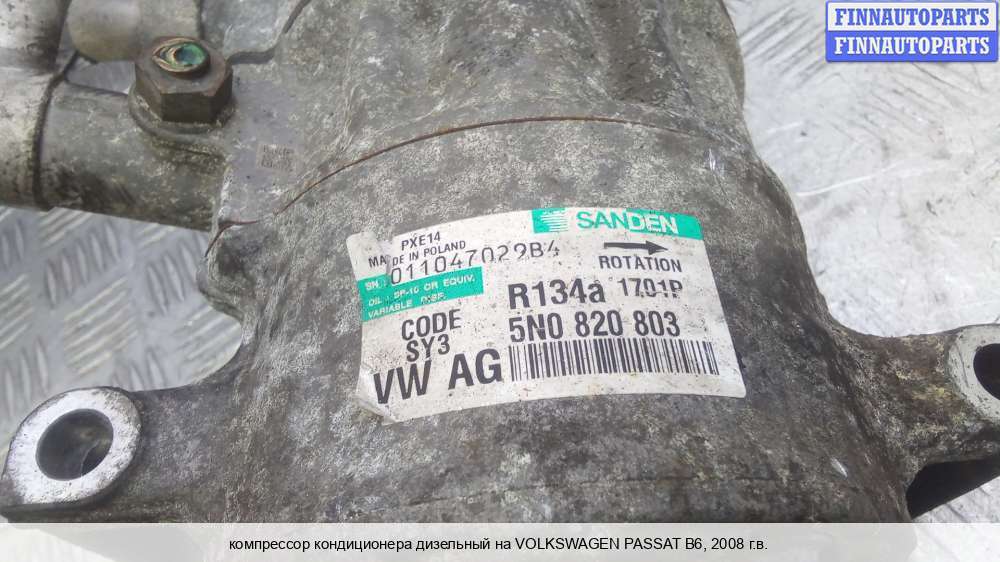 FINNAUTOPARTS
FINNAUTOPARTS
SANDEN
PXE14
MADE IN POLAND
SN. 011047022B4
ROTATION
OIL : SP-10 OR EQUIV.
VARIABLE DISP.
R134a 1701P
CODE
SY3
5N0 820 803
VW AG
компрессор кондиционера дизельный на VOLKSWAGEN PASSAT B6, 2008 г.в.